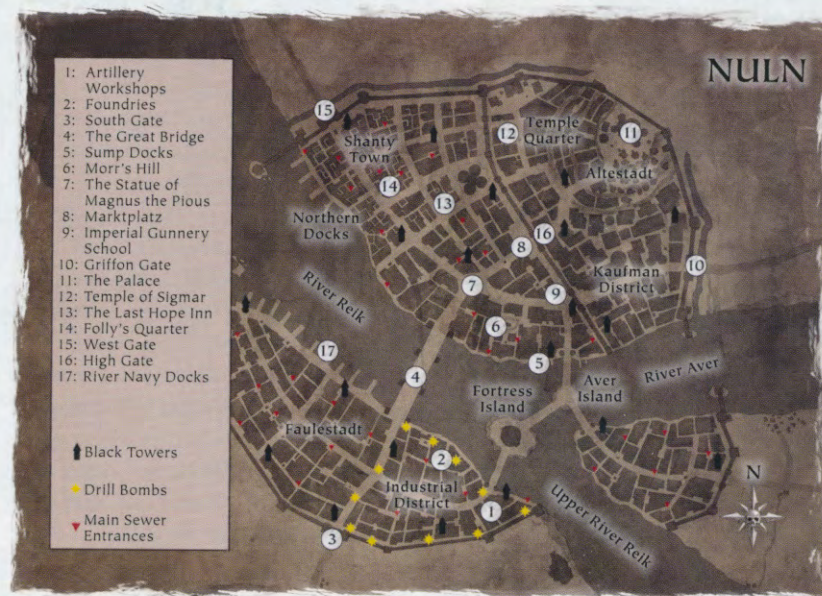 NULN
1: Artillery
Workshops
2: Foundries
3: South Gate
4: The Great Bridge
5: Sump Docks
6: Morr's Hill
7: The Statue of
Magnus the Pious
8: Marktplatz
9: Imperial Gunnery
School
10: Griffon Gate
11: The Palace
12: Temple of Sigmar
13: The Last Hope Inn
14: Folly's Quarter
15: West Gate
16: High Gate
17: River Navy Docks
Black Towers
Drill Bombs
Main Sewer
Entrances
15
12
Temple
Quarter
11
Shanty
Town
14
13
Altestadt
Northern
Docks
16
8
10
Kaufman
District
River Reik
7
9
6
5
17
4
Fortress
Island
Aver
Island
River Aver
Faulestadt
2
Industrial
District
1
3
Upper River Reik
N